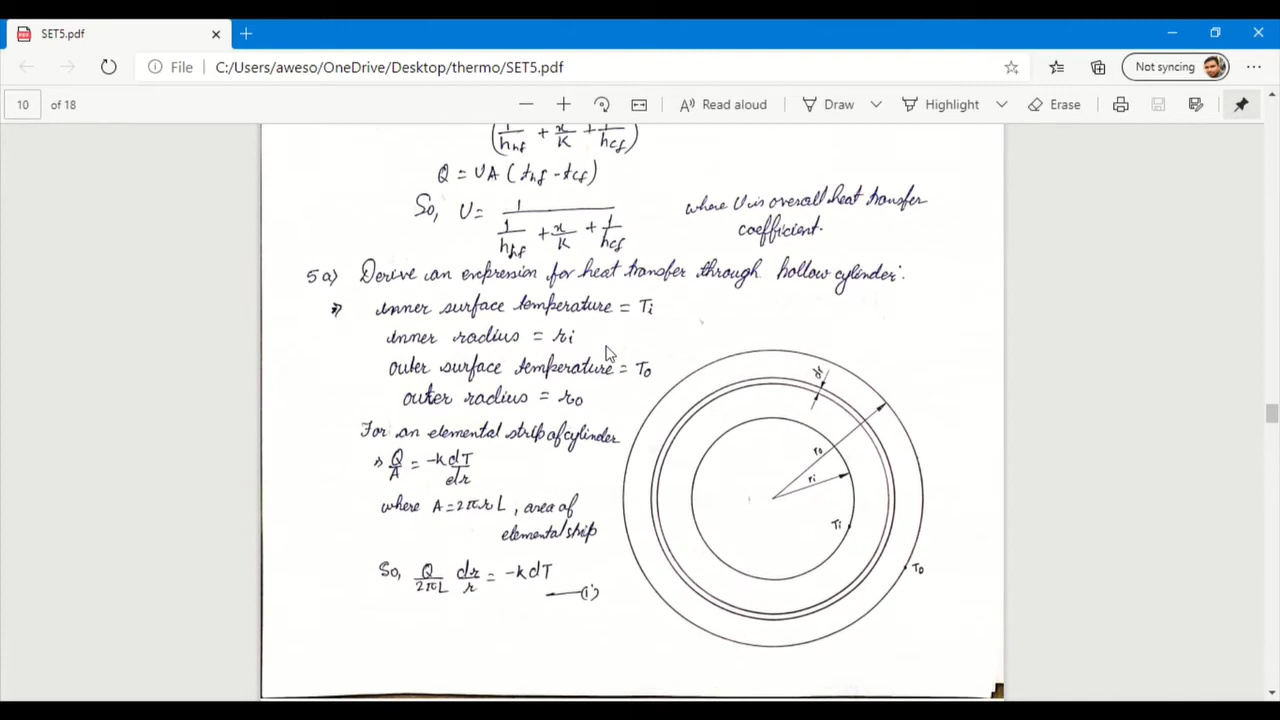 SET5.pdf
File C:/Users/aweso/OneDrive/Desktop/thermo/SET5.pdf Not syncing
10 of 18 Read aloud Draw Highlight Erase
(1/hhf + x/K + 1/hcf)
Q = UA (thf - tcf)
So, U = 1 / (1/hhf + x/K + 1/hcf) where U is overall heat transfer
coefficient.
5 a) Derive an expression for heat transfer through hollow cylinder.
⇒ inner surface temperature = Ti
inner radius = ri
outer surface temperature = To
outer radius = ro
For an elemental strip of cylinder
⇒ Q/A = -k dT/dr
where A = 2πrL, area of
elemental strip
So, Q/2πL dr/r = -k dT
—(i)
dr
ro
ri
Ti
To